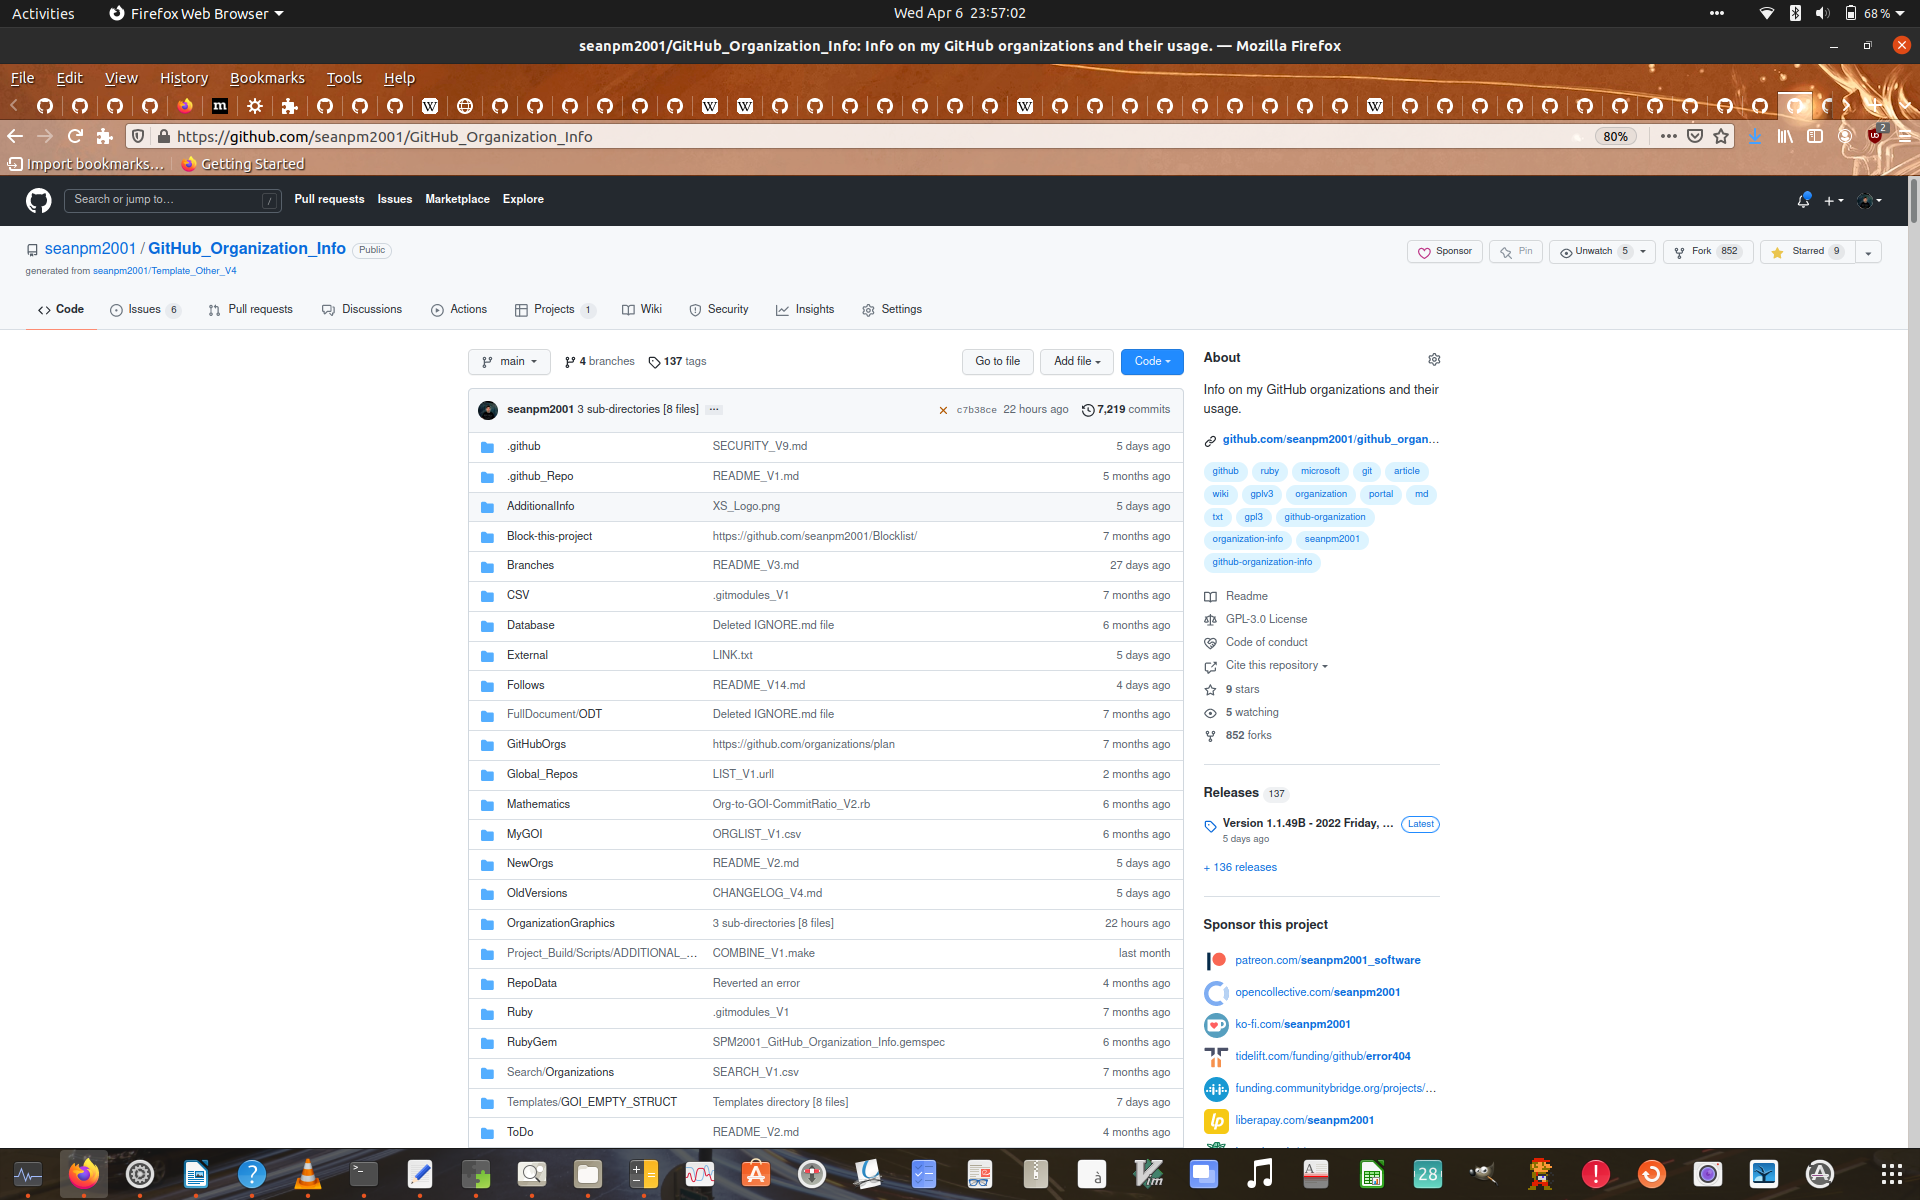 Activities
Firefox Web Browser
Wed Apr 6 23:57:02
68 %
seanpm2001/GitHub_Organization_Info: Info on my GitHub organizations and their usage. — Mozilla Firefox
File Edit View History Bookmarks Tools Help
https://github.com/seanpm2001/GitHub_Organization_Info
80%
2
Import bookmarks...
Getting Started
Search or jump to...
/
Pull requests Issues Marketplace Explore
seanpm2001 / GitHub_Organization_Info Public
generated from seanpm2001/Template_Other_V4
Sponsor
Pin
Unwatch 5
Fork 852
Starred 9
Code
Issues 6
Pull requests
Discussions
Actions
Projects 1
Wiki
Security
Insights
Settings
main
4 branches
137 tags
Go to file
Add file
Code
seanpm2001 3 sub-directories [8 files] ...
c7b38ce 22 hours ago
7,219 commits
.github SECURITY_V9.md 5 days ago
.github_Repo README_V1.md 5 months ago
AdditionalInfo XS_Logo.png 5 days ago
Block-this-project https://github.com/seanpm2001/Blocklist/ 7 months ago
Branches README_V3.md 27 days ago
CSV .gitmodules_V1 7 months ago
Database Deleted IGNORE.md file 6 months ago
External LINK.txt 5 days ago
Follows README_V14.md 4 days ago
FullDocument/ODT Deleted IGNORE.md file 7 months ago
GitHubOrgs https://github.com/organizations/plan 7 months ago
Global_Repos LIST_V1.urll 2 months ago
Mathematics Org-to-GOI-CommitRatio_V2.rb 6 months ago
MyGOI ORGLIST_V1.csv 6 months ago
NewOrgs README_V2.md 5 days ago
OldVersions CHANGELOG_V4.md 5 days ago
OrganizationGraphics 3 sub-directories [8 files] 22 hours ago
Project_Build/Scripts/ADDITIONAL_... COMBINE_V1.make last month
RepoData Reverted an error 4 months ago
Ruby .gitmodules_V1 7 months ago
RubyGem SPM2001_GitHub_Organization_Info.gemspec 6 months ago
Search/Organizations SEARCH_V1.csv 7 months ago
Templates/GOI_EMPTY_STRUCT Templates directory [8 files] 7 days ago
ToDo README_V2.md 4 months ago
About
Info on my GitHub organizations and their
usage.
github.com/seanpm2001/github_organ...
github ruby microsoft git article
wiki gplv3 organization portal md
txt gpl3 github-organization
organization-info seanpm2001
github-organization-info
Readme
GPL-3.0 License
Code of conduct
Cite this repository
9 stars
5 watching
852 forks
Releases 137
Version 1.1.49B - 2022 Friday, ... Latest
5 days ago
+ 136 releases
Sponsor this project
patreon.com/seanpm2001_software
opencollective.com/seanpm2001
ko-fi.com/seanpm2001
tidelift.com/funding/github/error404
funding.communitybridge.org/projects/...
liberapay.com/seanpm2001
28